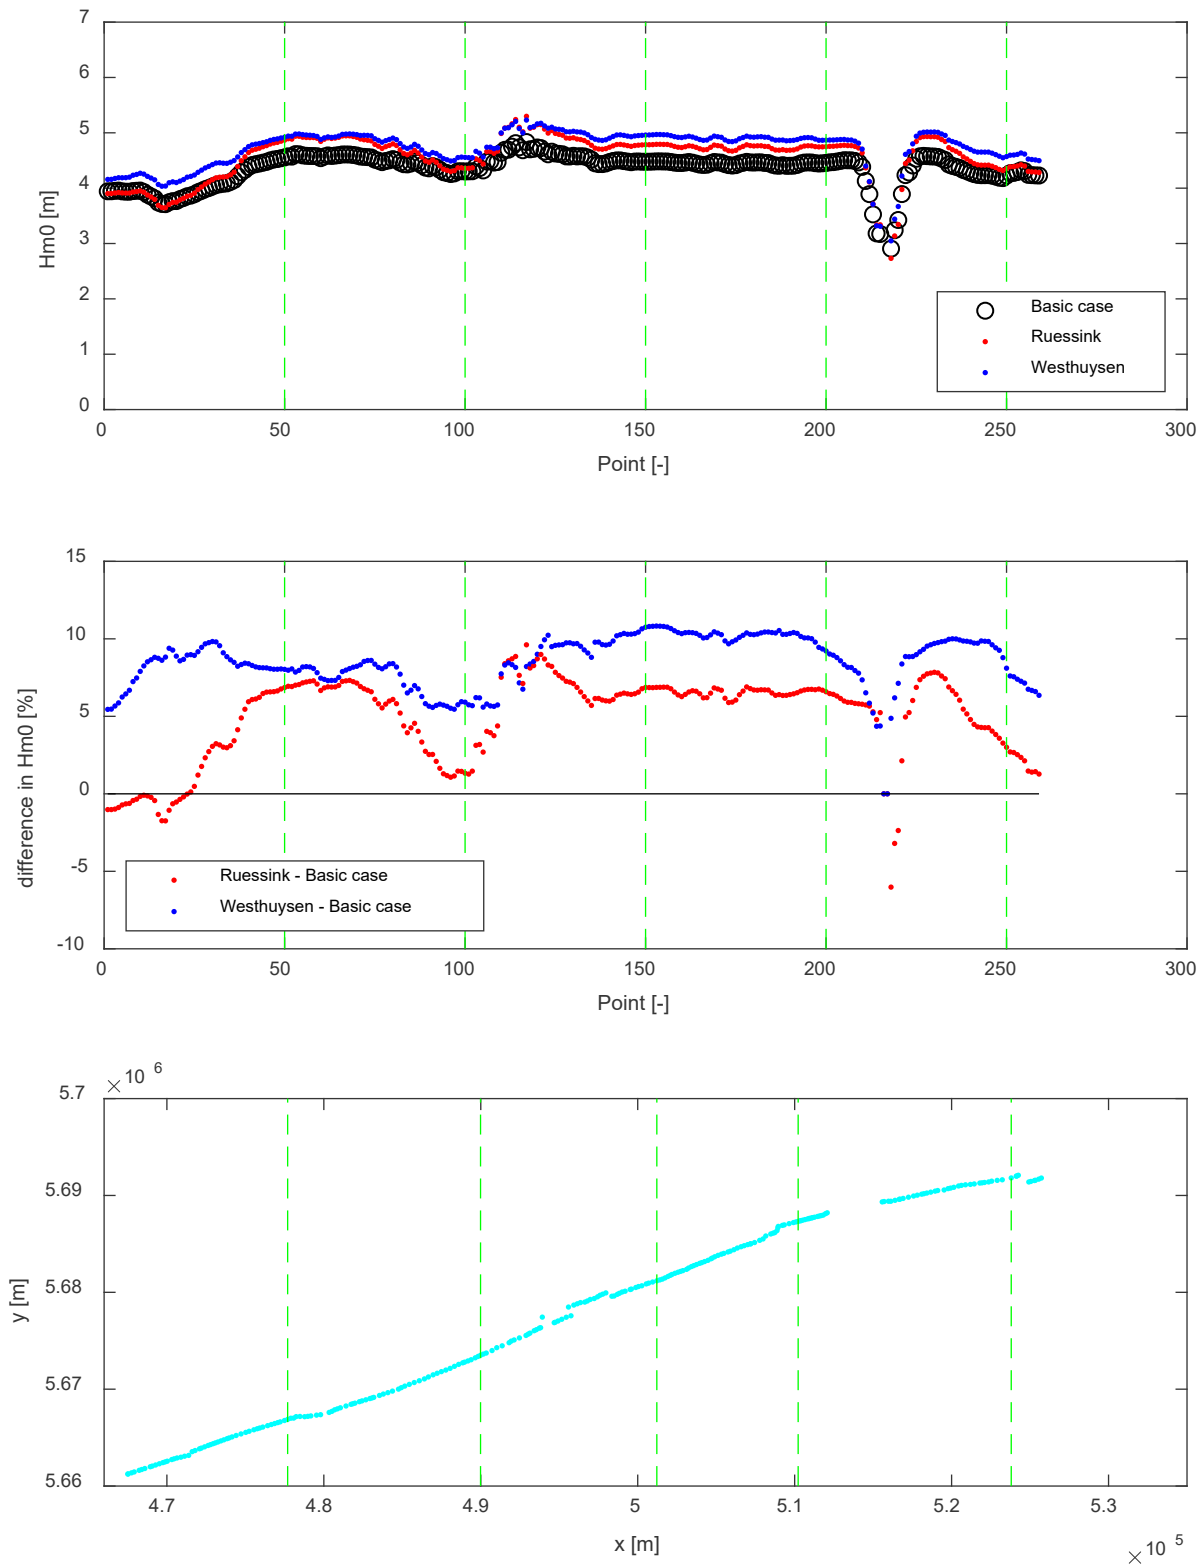 7
6
5
4
3
2
1
0
Hm0 [m]
Basic case
Ruessink
Westhuysen
0 50 100 150 200 250 300
Point [-]
15
10
5
0
-5
-10
difference in Hm0 [%]
Ruessink - Basic case
Westhuysen - Basic case
0 50 100 150 200 250 300
Point [-]
× 10 6
5.7
5.69
5.68
5.67
5.66
y [m]
4.7 4.8 4.9 5 5.1 5.2 5.3
x [m]
× 10 5